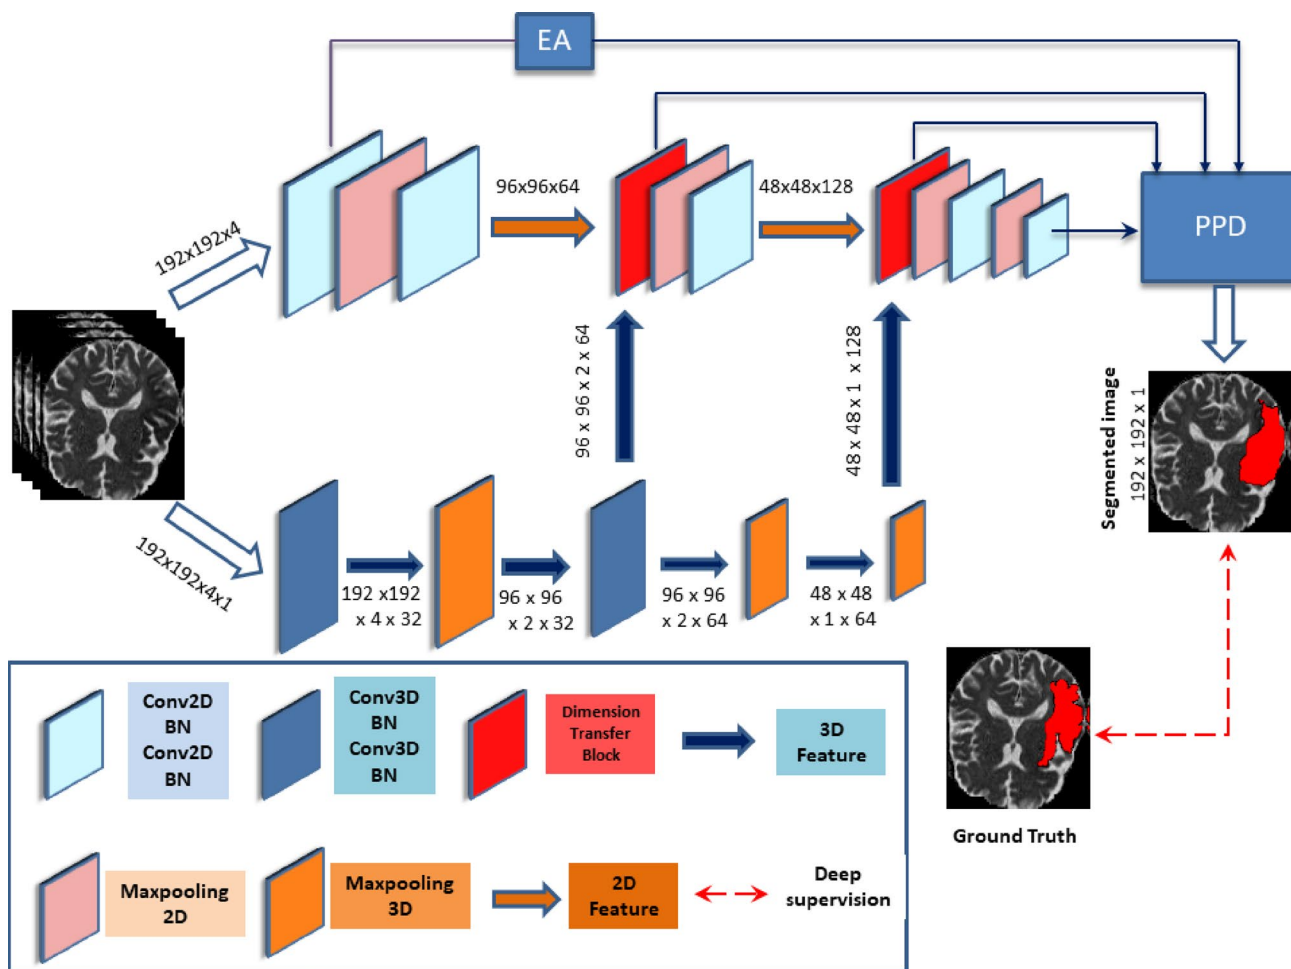 EA
96x96x64
48x48x128
192x192x4
PPD
96 x 96 x 2 x 64
48 x 48 x 1 x 128
Segmented image
192 x 192 x 1
192x192x4x1
192 x192
x 4 x 32
96 x 96
x 2 x 32
96 x 96
x 2 x 64
48 x 48
x 1 x 64
Conv2D
BN
Conv2D
BN
Conv3D
BN
Conv3D
BN
Dimension
Transfer
Block
3D
Feature
Ground Truth
Maxpooling
2D
Maxpooling
3D
2D
Feature
Deep
supervision